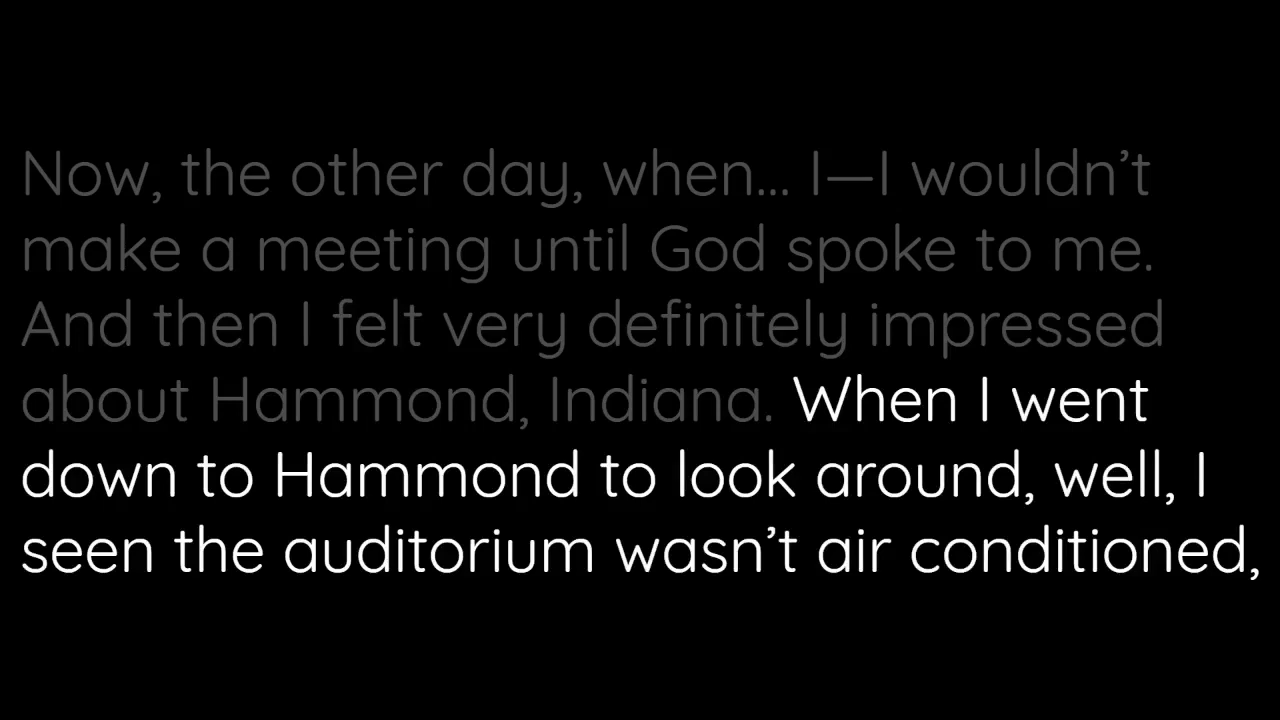 Now, the other day, when... I—I wouldn’t
make a meeting until God spoke to me.
And then I felt very definitely impressed
about Hammond, Indiana. When I went
down to Hammond to look around, well, I
seen the auditorium wasn’t air conditioned,